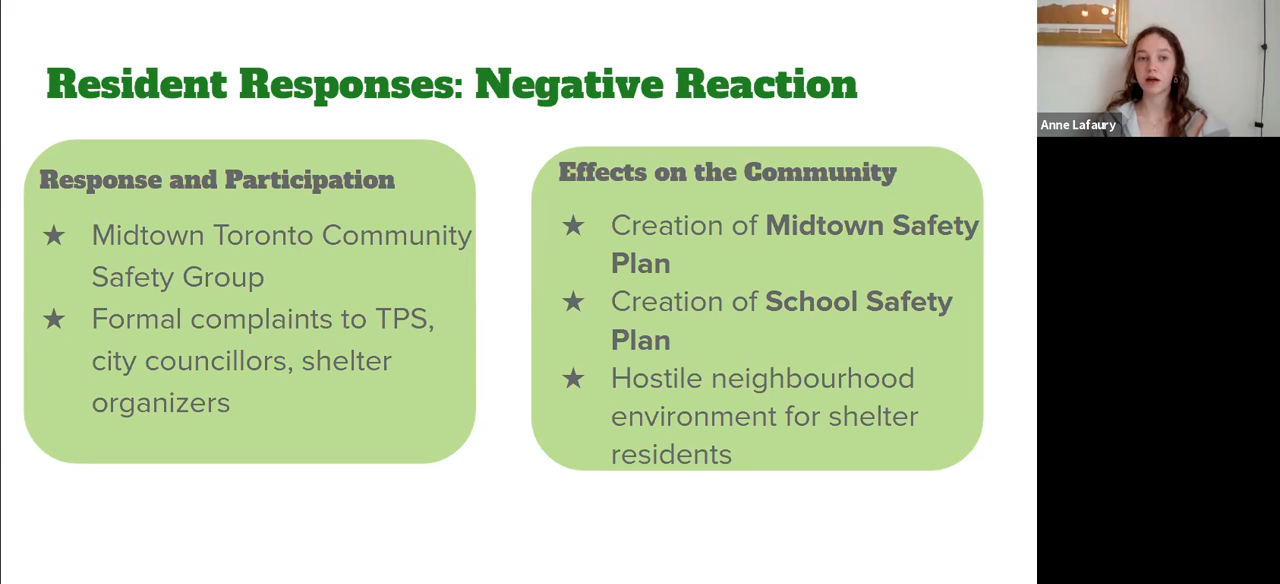 Resident Responses: Negative Reaction
Response and Participation
★ Midtown Toronto Community
Safety Group
★ Formal complaints to TPS,
city councillors, shelter
organizers
Effects on the Community
★ Creation of Midtown Safety
Plan
★ Creation of School Safety
Plan
★ Hostile neighbourhood
environment for shelter
residents
Anne Lafaury